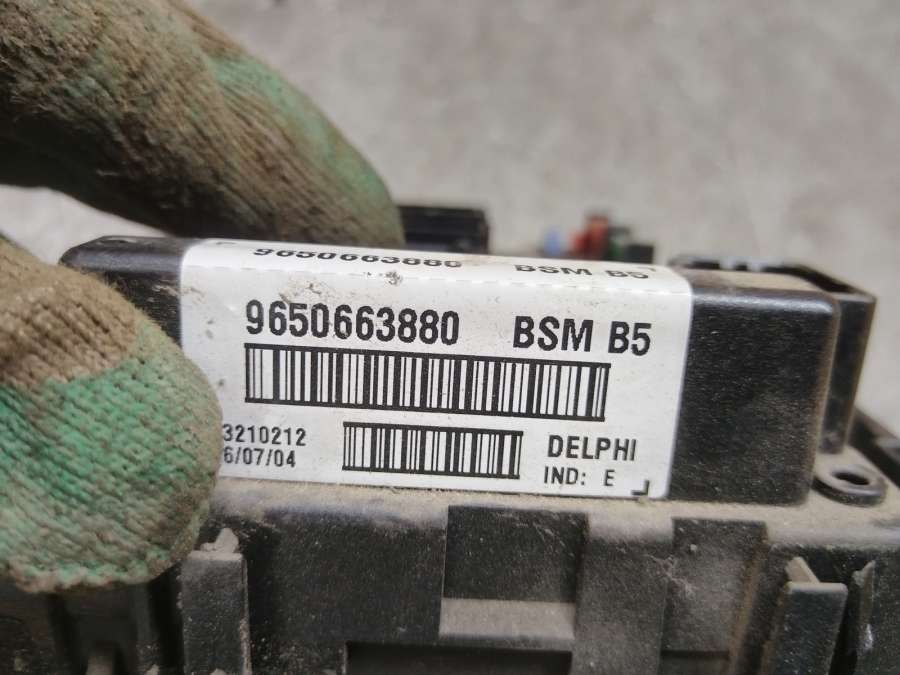 9650663880 BSM B5
9650663880 BSM B5
3210212
6/07/04
DELPHI
IND: E